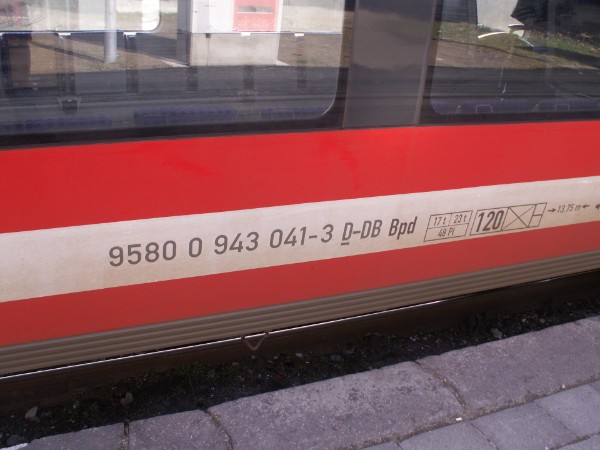 9580 0 943 041-3 D-DB Bpd
17 t 23 t
48 Pl
120
13,75 m